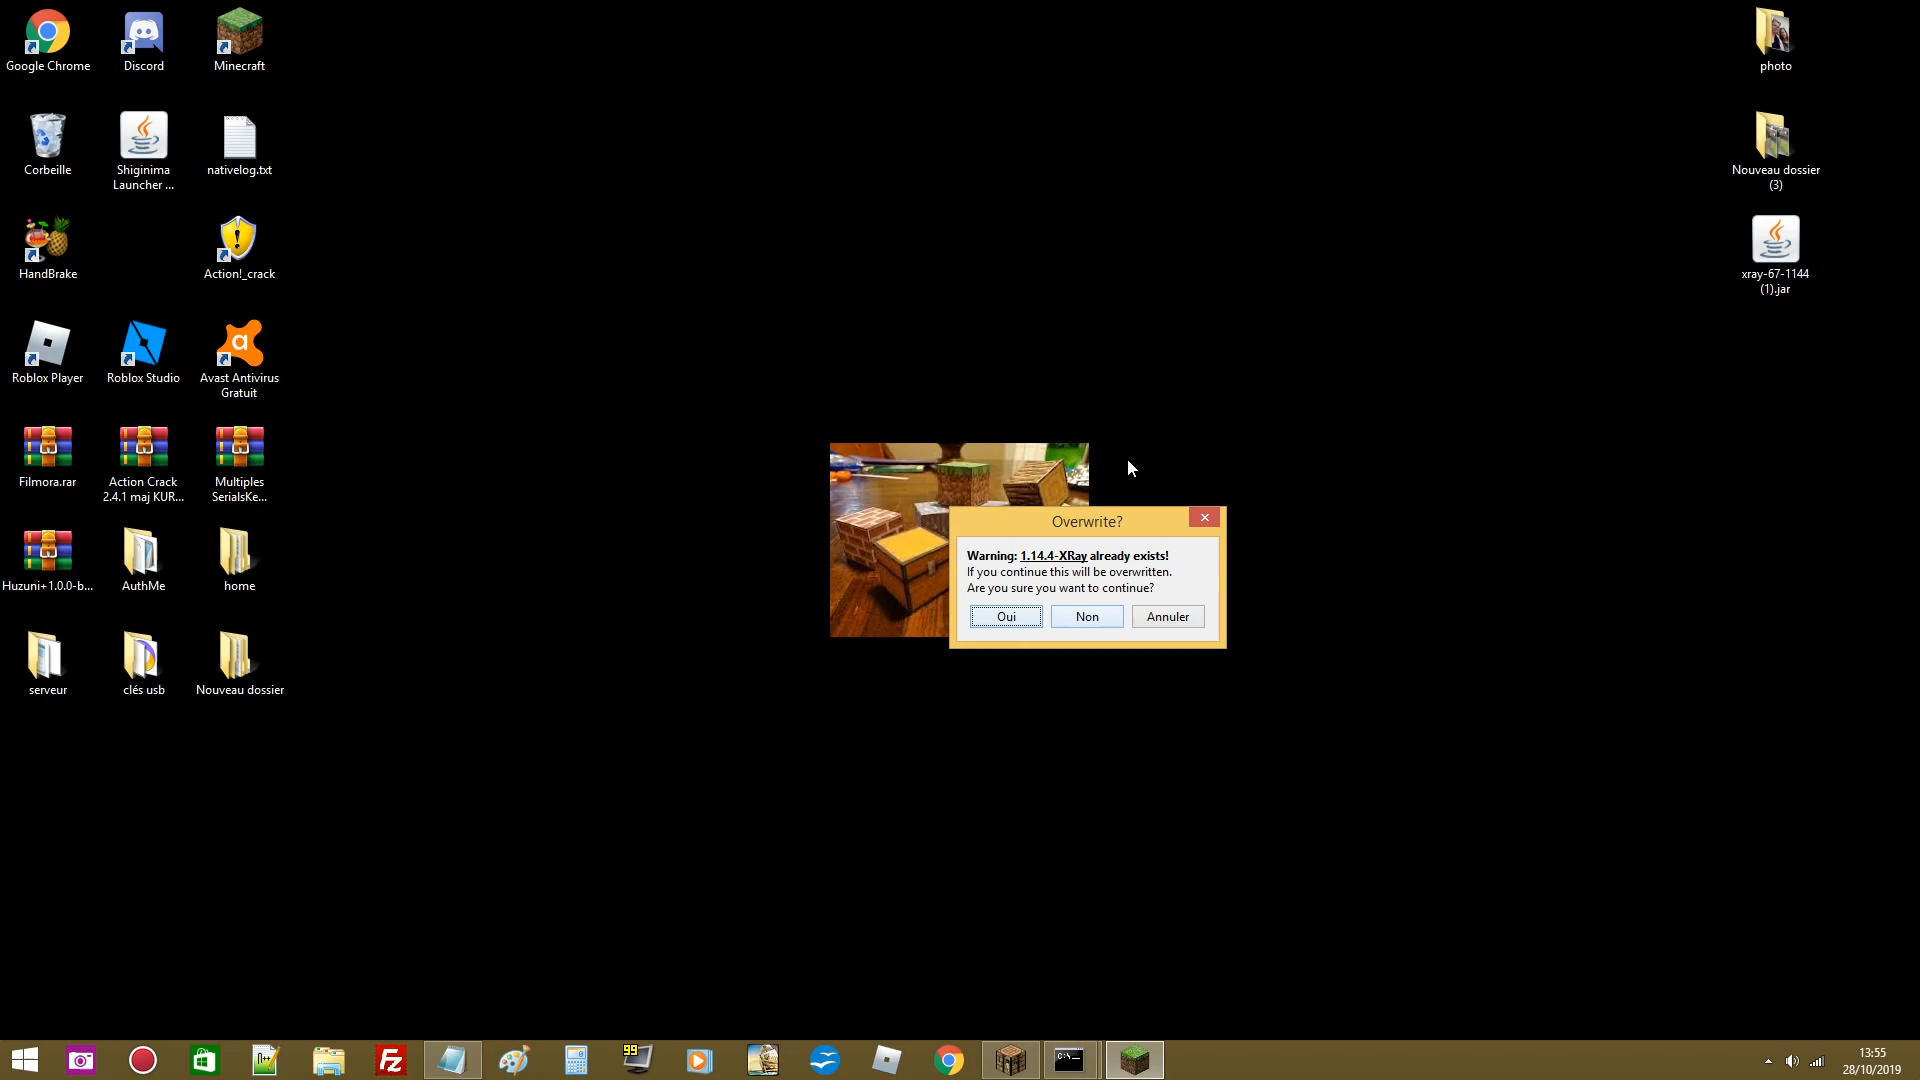 Google Chrome
Discord
Minecraft
Corbeille
Shiginima
Launcher ...
nativelog.txt
HandBrake
Action!_crack
Roblox Player
Roblox Studio
Avast Antivirus
Gratuit
Filmora.rar
Action Crack
2.4.1 maj KUR...
Multiples
SerialsKe...
Huzuni+1.0.0-b...
AuthMe
home
serveur
clés usb
Nouveau dossier
photo
Nouveau dossier
(3)
xray-67-1144
(1).jar
Overwrite?
Warning: 1.14.4-XRay already exists!
If you continue this will be overwritten.
Are you sure you want to continue?
Oui
Non
Annuler
99
13:55
28/10/2019